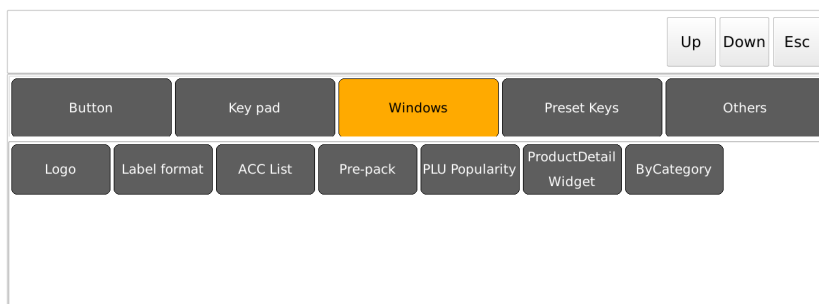 Up Down Esc
Button Key pad Windows Preset Keys Others
Logo Label format ACC List Pre-pack PLU Popularity ProductDetail Widget ByCategory